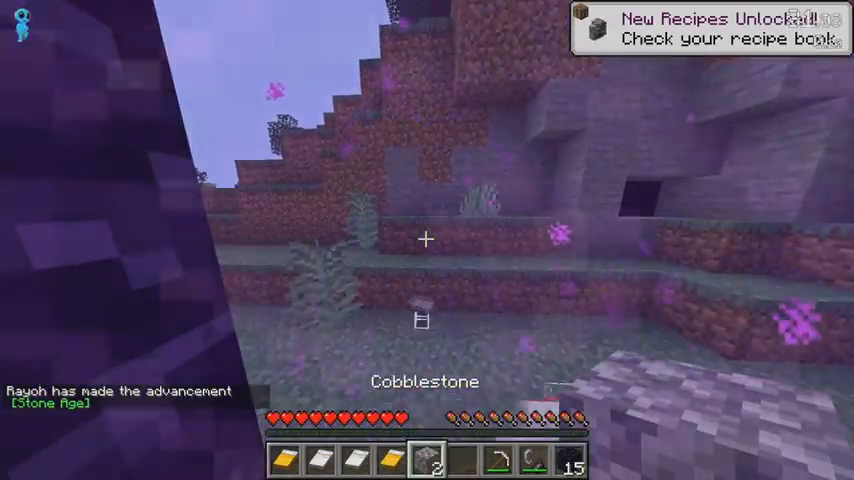 New Recipes Unlocked!
Check your recipe book
Cobblestone
Rayoh has made the advancement
[Stone Age]
2
15